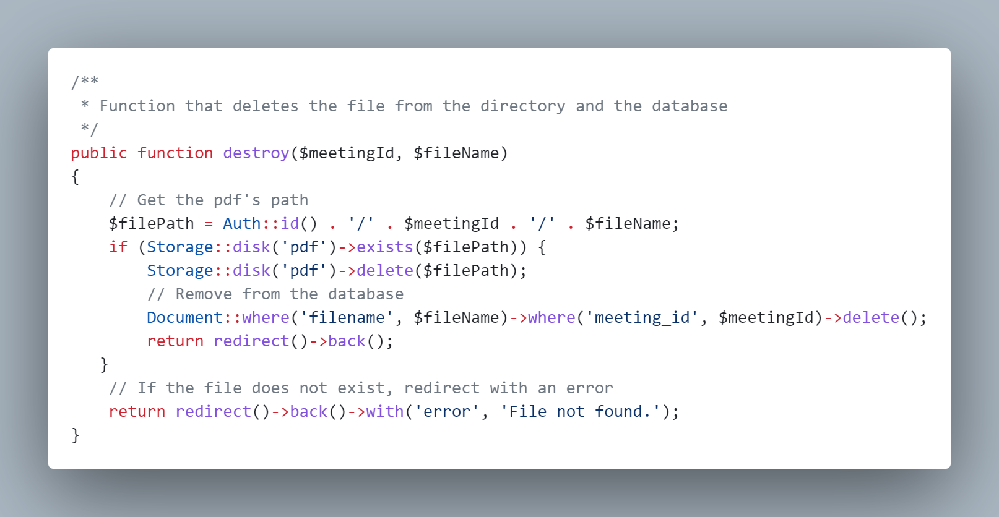 /**
 * Function that deletes the file from the directory and the database
 */
public function destroy($meetingId, $fileName)
{
    // Get the pdf's path
    $filePath = Auth::id() . '/' . $meetingId . '/' . $fileName;
    if (Storage::disk('pdf')->exists($filePath)) {
        Storage::disk('pdf')->delete($filePath);
        // Remove from the database
        Document::where('filename', $fileName)->where('meeting_id', $meetingId)->delete();
        return redirect()->back();
   }
    // If the file does not exist, redirect with an error
    return redirect()->back()->with('error', 'File not found.');
}